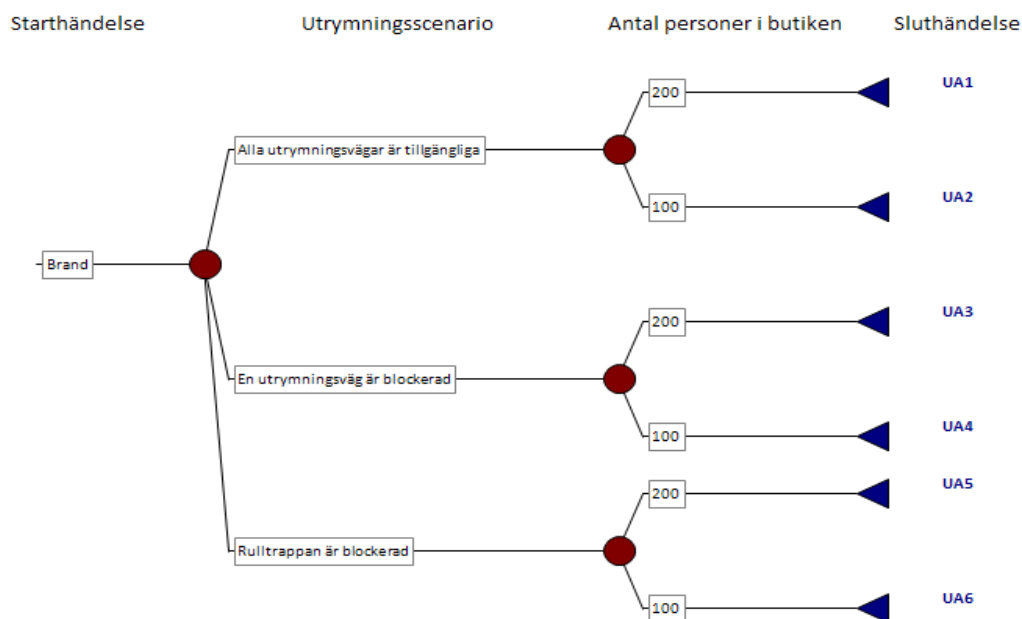 Starthändelse Utrymningsscenario Antal personer i butiken Sluthändelse
200 UA1
Alla utrymningsvägar är tillgängliga
100 UA2
Brand
200 UA3
En utrymningsväg är blockerad
100 UA4
200 UA5
Rulltrappan är blockerad
100 UA6